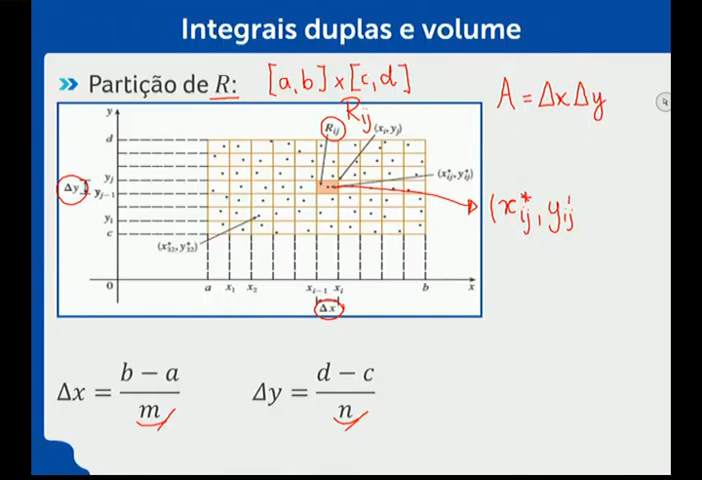 Integrais duplas e volume
» Partição de R: [a,b] x [c,d]
A = Δx Δy
Rij
y
d
Rij
(xi, yj)
(x*ij, y*ij)
yj
Δy
yj−1
(x*ij, y*ij
y1
c
(x*32, y*32)
0
a x1 x2 xi−1 xi b x
Δx
Δx = b − a / m
Δy = d − c / n